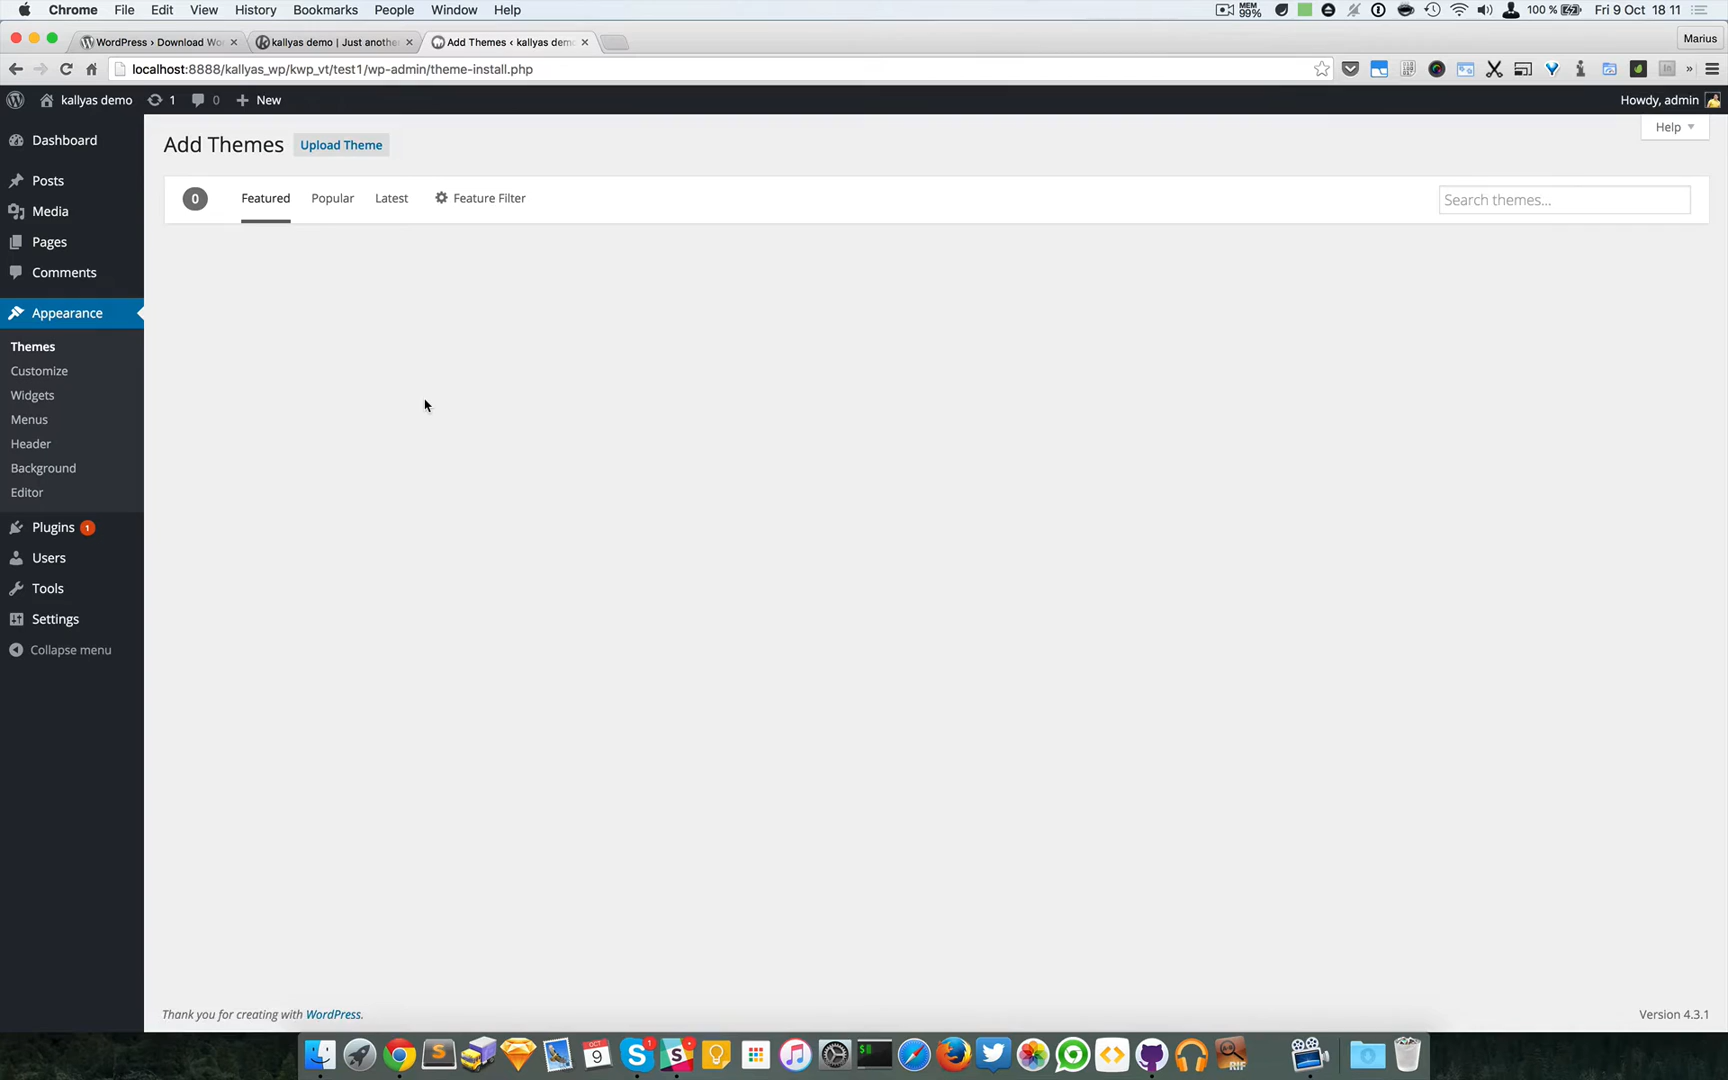 Chrome File Edit View History Bookmarks People Window Help
MEM 99% 100 % Fri 9 Oct 18 11
WordPress › Download Wo
kallyas demo | Just anothe
Add Themes ‹ kallyas dem
Marius
localhost:8888/kallyas_wp/kwp_vt/test1/wp-admin/theme-install.php
kallyas demo 1 0 New
Howdy, admin
Dashboard
Posts
Media
Pages
Comments
Appearance
Themes
Customize
Widgets
Menus
Header
Background
Editor
Plugins 1
Users
Tools
Settings
Collapse menu
Add Themes Upload Theme
Help
0 Featured Popular Latest Feature Filter
Search themes...
Thank you for creating with WordPress.
Version 4.3.1
OCT
9
1
RIF